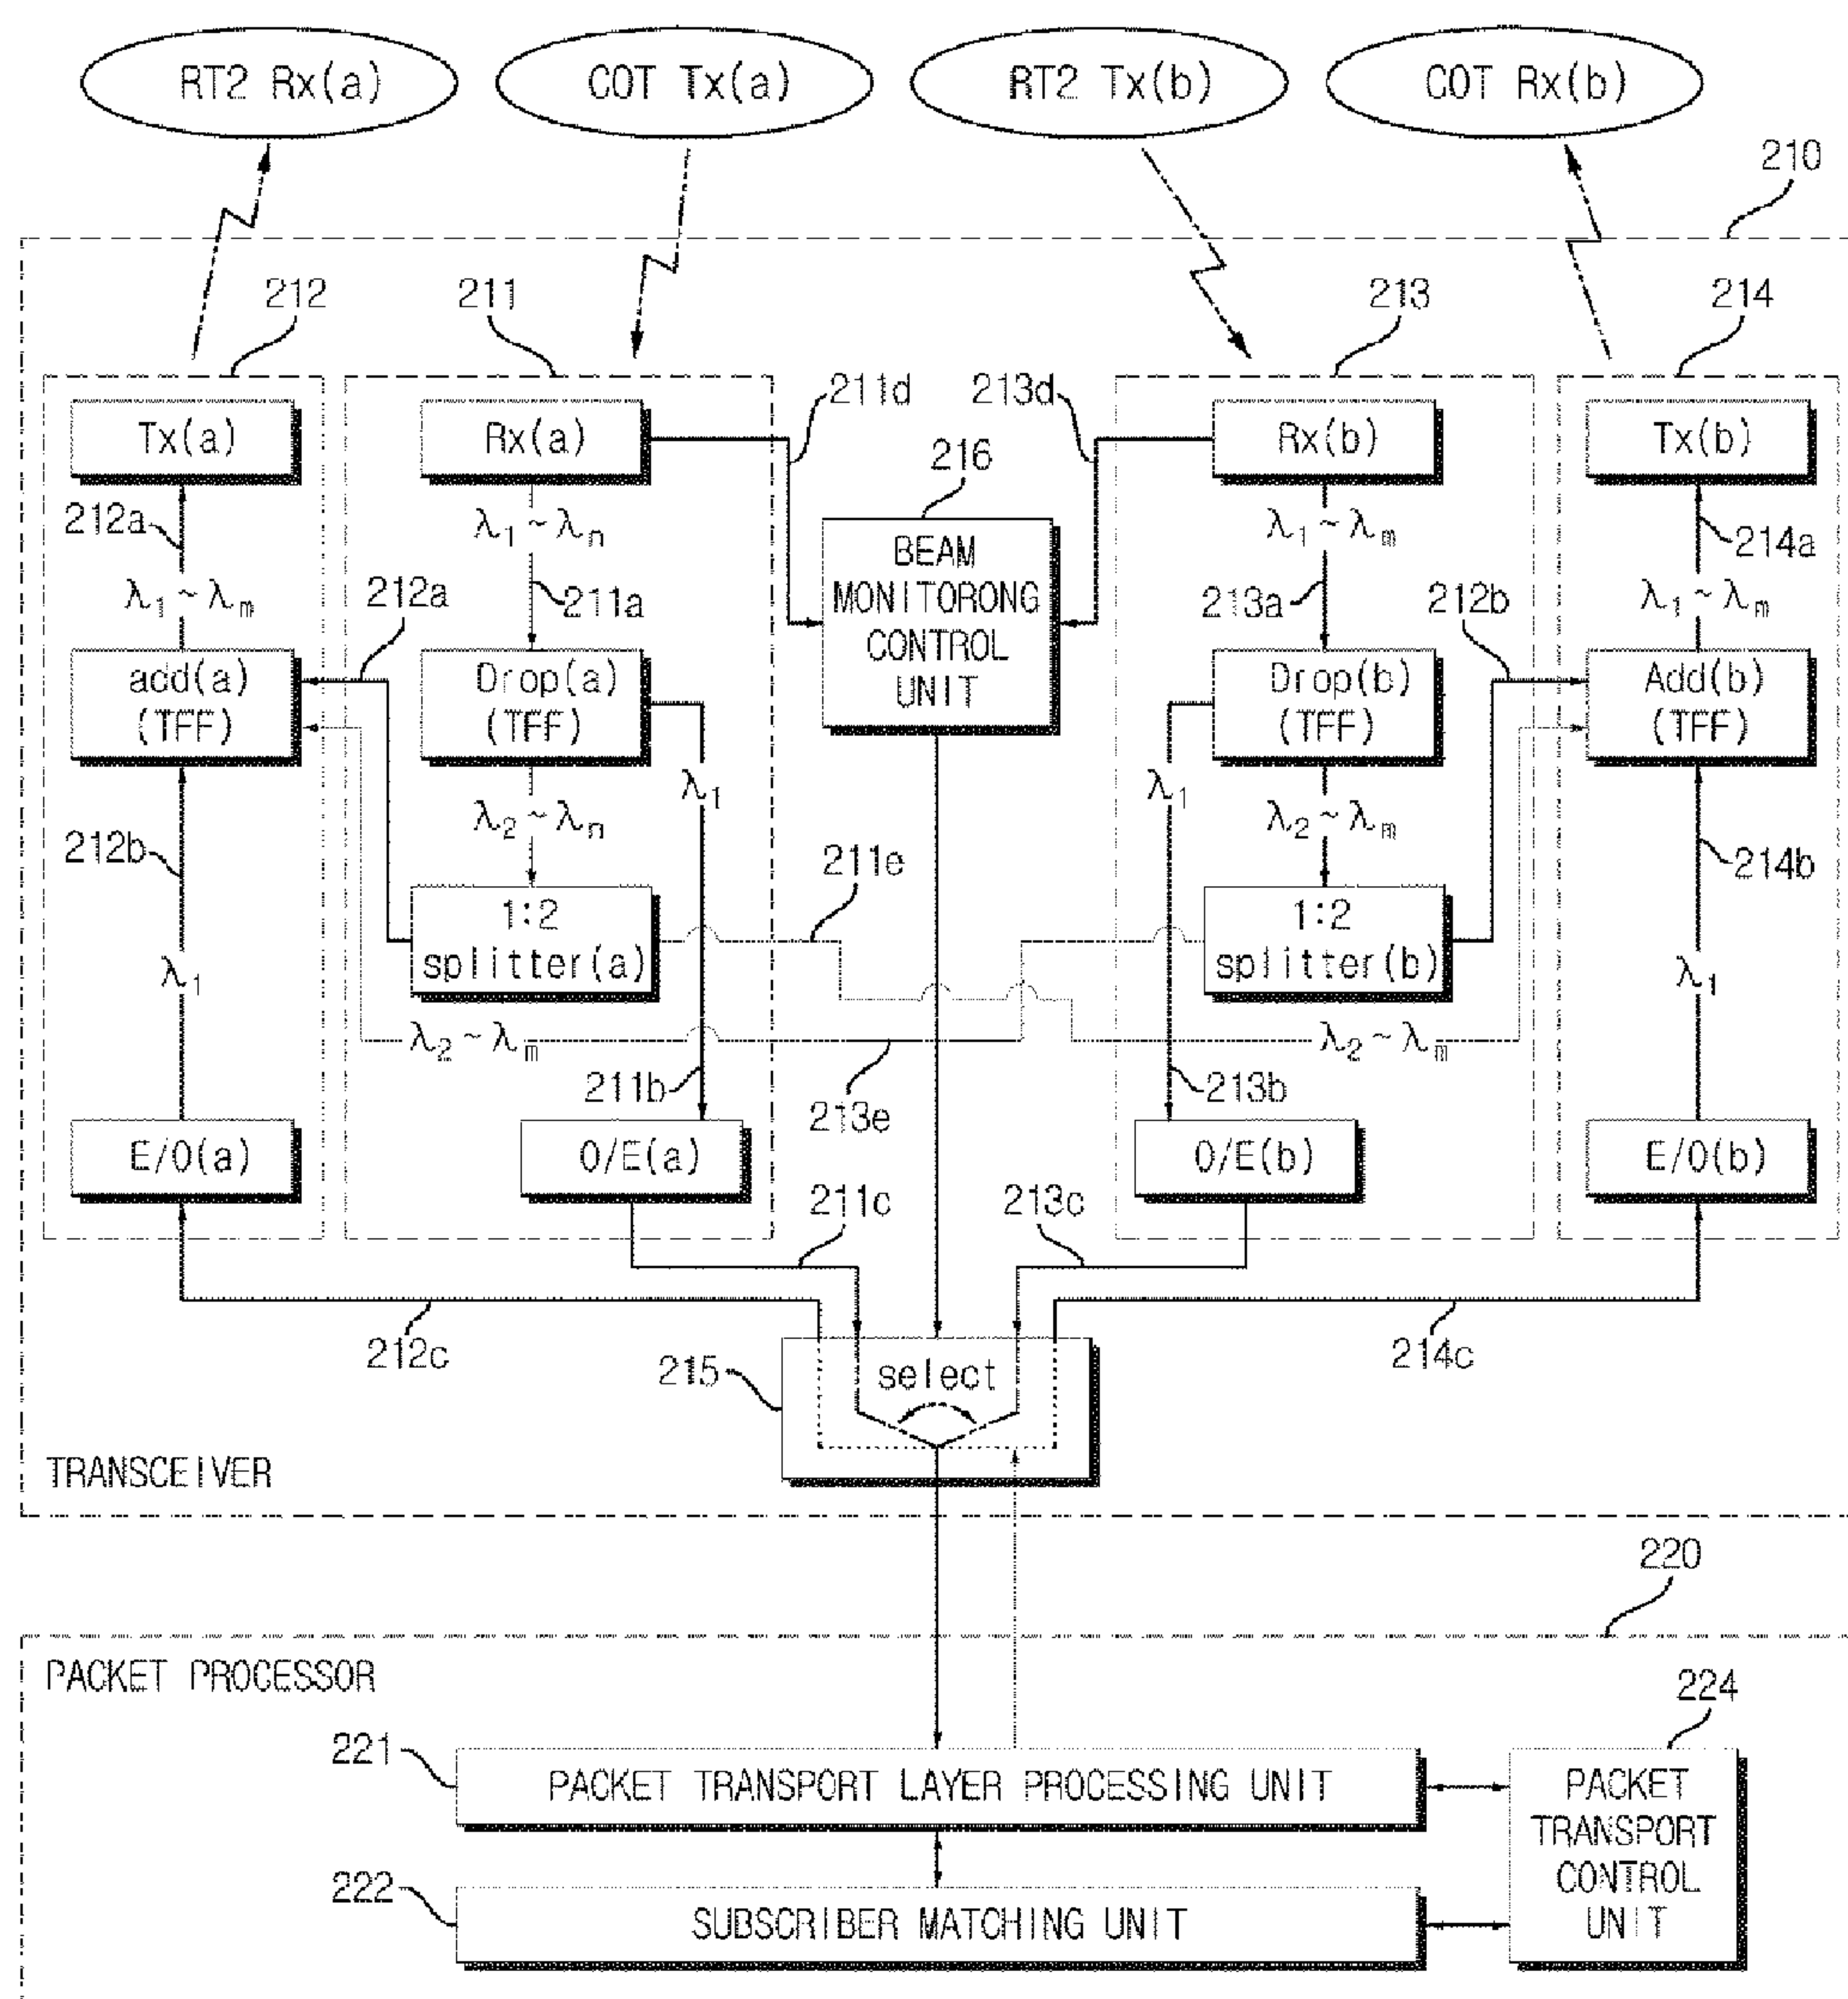 RT2 Rx(a)
COT Tx(a)
RT2 Tx(b)
COT Rx(b)
210
212
211
213
214
211d
213d
Tx(a)
Rx(a)
216
Rx(b)
Tx(b)
212a
λ1 ~ λn
BEAM
MONITORONG
CONTROL
UNIT
λ1 ~ λm
214a
λ1 ~ λm
212a
211a
213a
212b
λ1 ~ λm
add(a)
(TFF)
Drop(a)
(TFF)
Drop(b)
(TFF)
Add(b)
(TFF)
λ1
λ1
212b
λ2 ~ λn
211e
λ2 ~ λm
214b
1:2
splitter(a)
1:2
splitter(b)
λ1
λ1
λ2 ~ λm
λ2 ~ λm
211b
213e
213b
E/O(a)
O/E(a)
O/E(b)
E/O(b)
211c
213c
212c
215
select
214c
TRANSCEIVER
220
PACKET PROCESSOR
224
221
PACKET TRANSPORT LAYER PROCESSING UNIT
PACKET
TRANSPORT
CONTROL
UNIT
222
SUBSCRIBER MATCHING UNIT